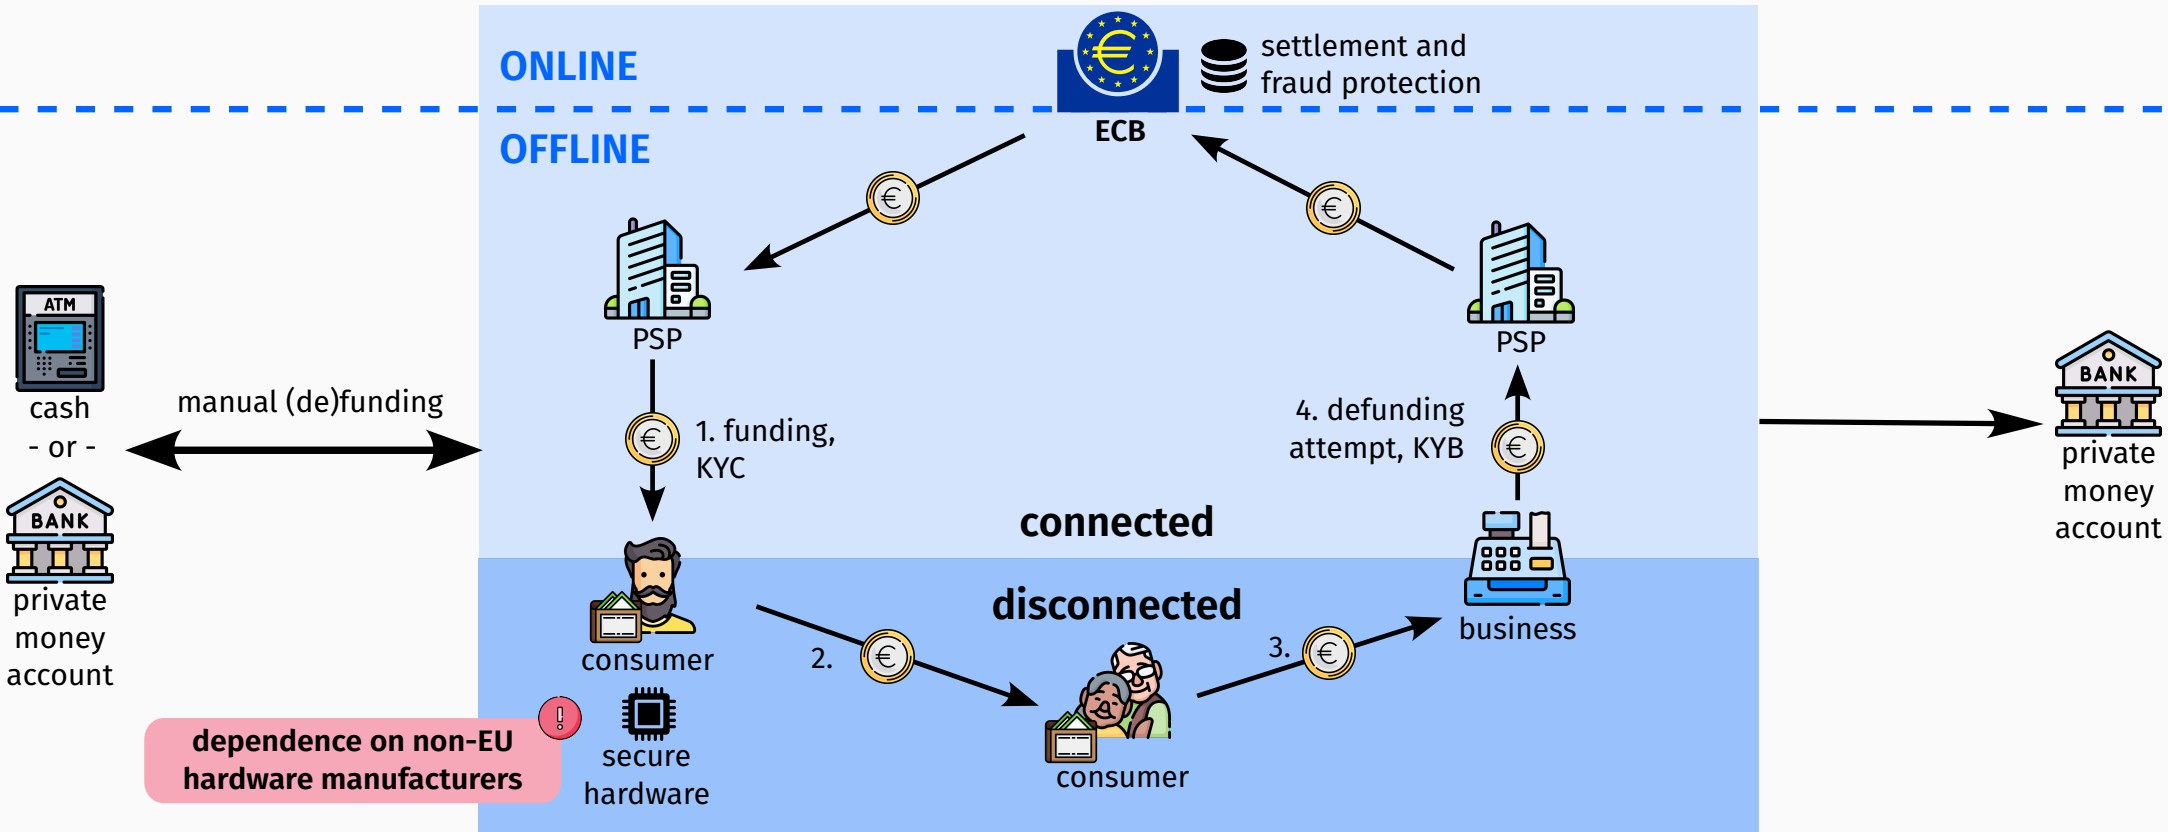 ONLINE
settlement and
fraud protection
OFFLINE
ECB
€
€
PSP
PSP
ATM
cash
- or -
BANK
private
money
account
manual (de)funding
€
1. funding,
KYC
4. defunding
attempt, KYB
€
BANK
private
money
account
connected
disconnected
consumer
2.
€
3.
€
business
consumer
secure
hardware
!
dependence on non-EU
hardware manufacturers